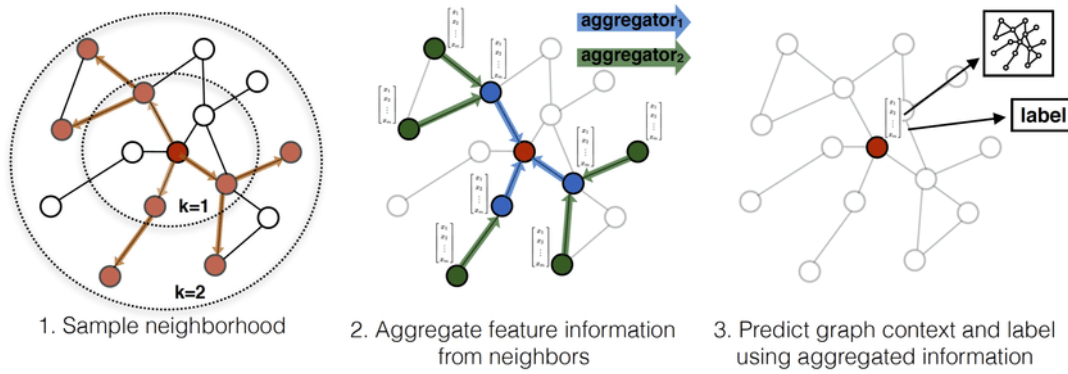 k=1
k=2
1. Sample neighborhood
aggregator₁
aggregator₂
2. Aggregate feature information
from neighbors
label
3. Predict graph context and label
using aggregated information